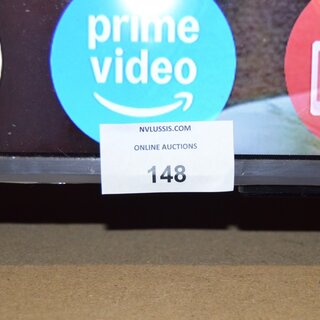 prime
video
NVLUSSIS.COM
ONLINE AUCTIONS
148